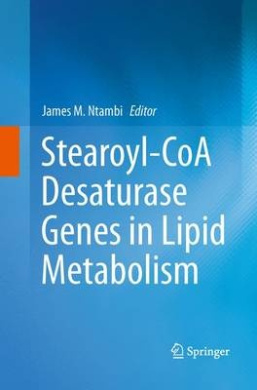 James M. Ntambi Editor
Stearoyl-CoA
Desaturase
Genes in Lipid
Metabolism
Springer